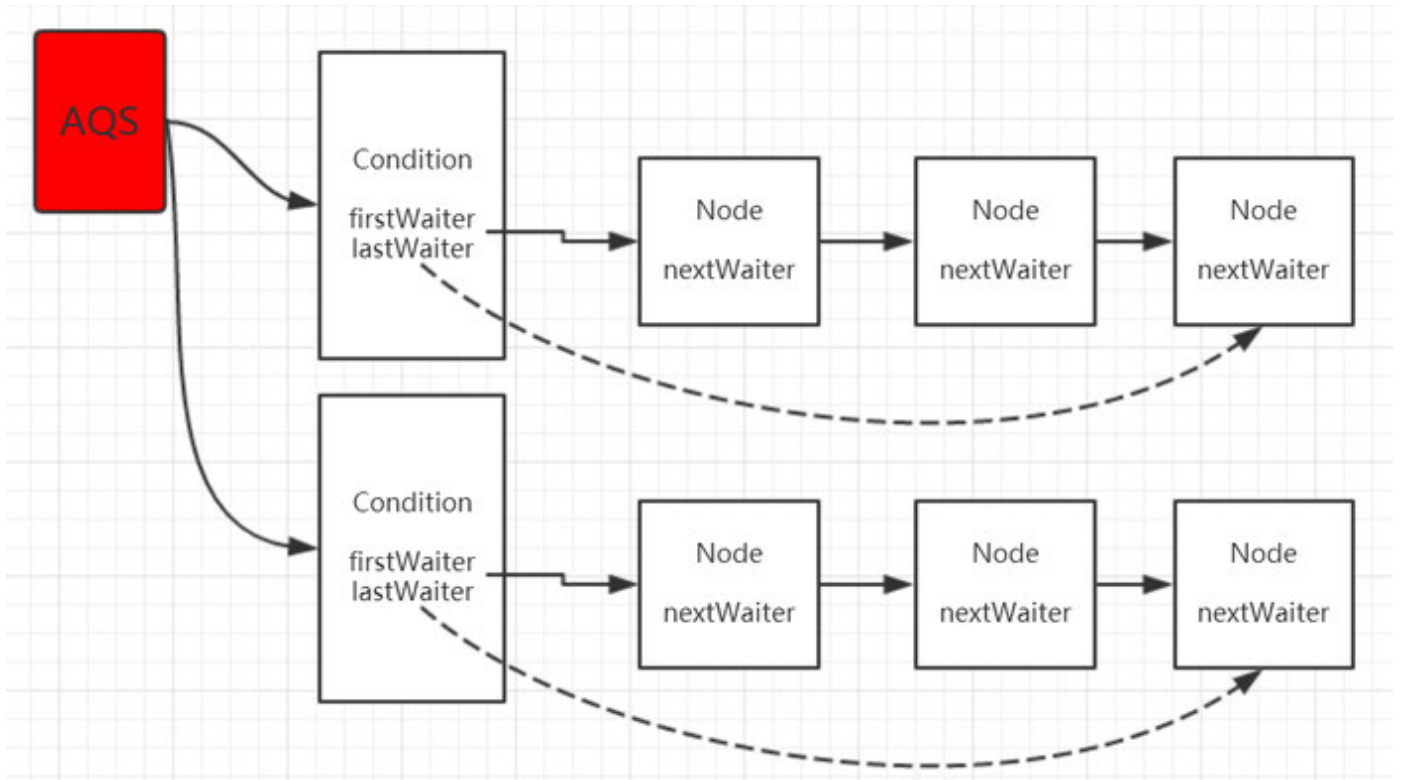 AQS
Condition
firstWaiter
lastWaiter
Node
nextWaiter
Node
nextWaiter
Node
nextWaiter
Condition
firstWaiter
lastWaiter
Node
nextWaiter
Node
nextWaiter
Node
nextWaiter